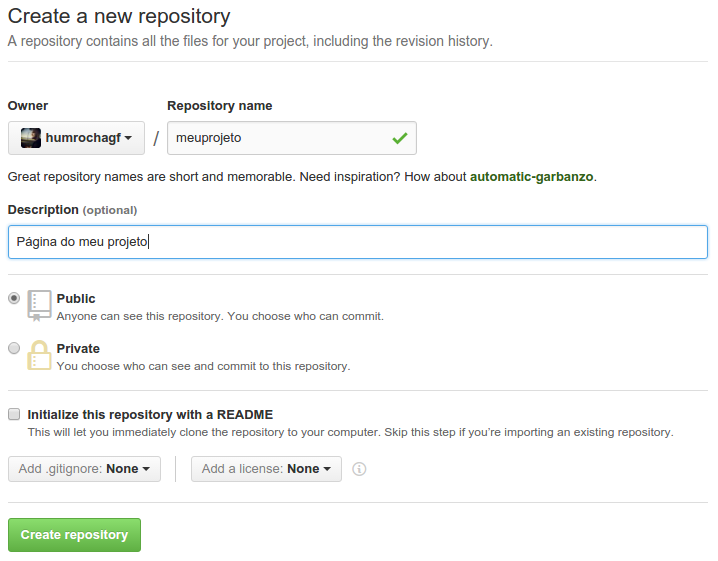 Create a new repository
A repository contains all the files for your project, including the revision history.
Owner
Repository name
humrochagf
/
meuprojeto
Great repository names are short and memorable. Need inspiration? How about automatic-garbanzo.
Description (optional)
Página do meu projeto
Public
Anyone can see this repository. You choose who can commit.
Private
You choose who can see and commit to this repository.
Initialize this repository with a README
This will let you immediately clone the repository to your computer. Skip this step if you're importing an existing repository.
Add .gitignore: None
Add a license: None
Create repository